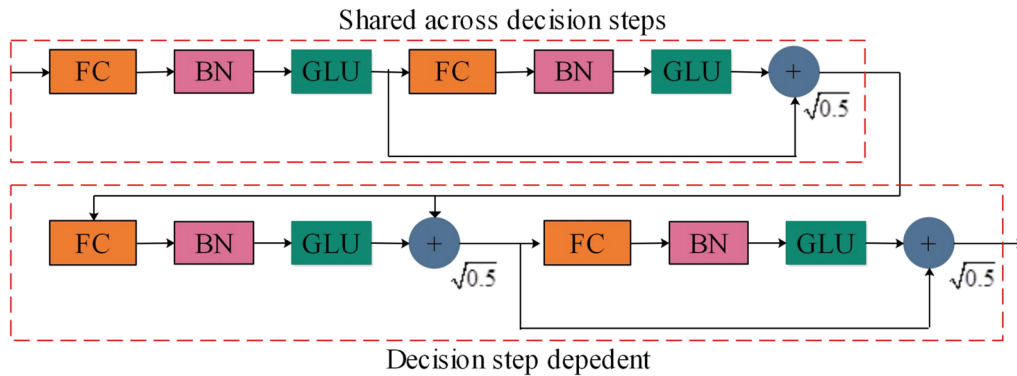 Shared across decision steps
FC BN GLU FC BN GLU +
√0.5
FC BN GLU + FC BN GLU +
√0.5 √0.5
Decision step depedent